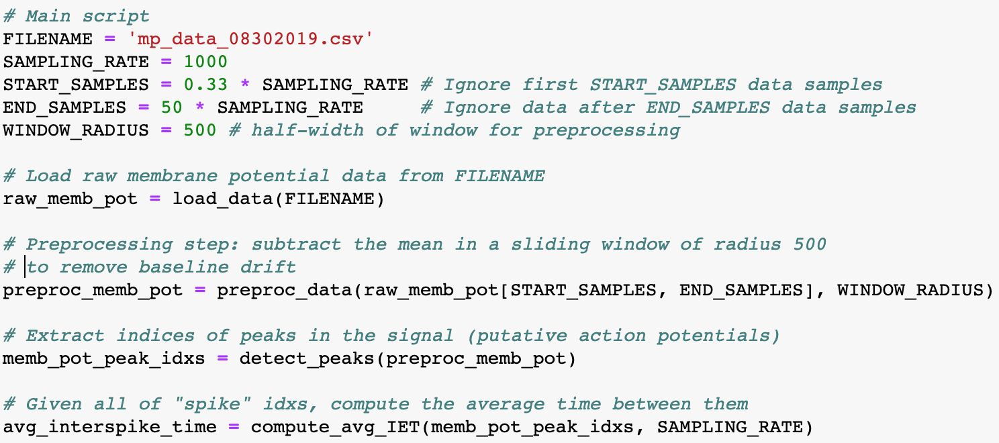 # Main script
FILENAME = 'mp_data_08302019.csv'
SAMPLING_RATE = 1000
START_SAMPLES = 0.33 * SAMPLING_RATE # Ignore first START_SAMPLES data samples
END_SAMPLES = 50 * SAMPLING_RATE     # Ignore data after END_SAMPLES data samples
WINDOW_RADIUS = 500 # half-width of window for preprocessing

# Load raw membrane potential data from FILENAME
raw_memb_pot = load_data(FILENAME)

# Preprocessing step: subtract the mean in a sliding window of radius 500
# to remove baseline drift
preproc_memb_pot = preproc_data(raw_memb_pot[START_SAMPLES, END_SAMPLES], WINDOW_RADIUS)

# Extract indices of peaks in the signal (putative action potentials)
memb_pot_peak_idxs = detect_peaks(preproc_memb_pot)

# Given all of "spike" idxs, compute the average time between them
avg_interspike_time = compute_avg_IET(memb_pot_peak_idxs, SAMPLING_RATE)